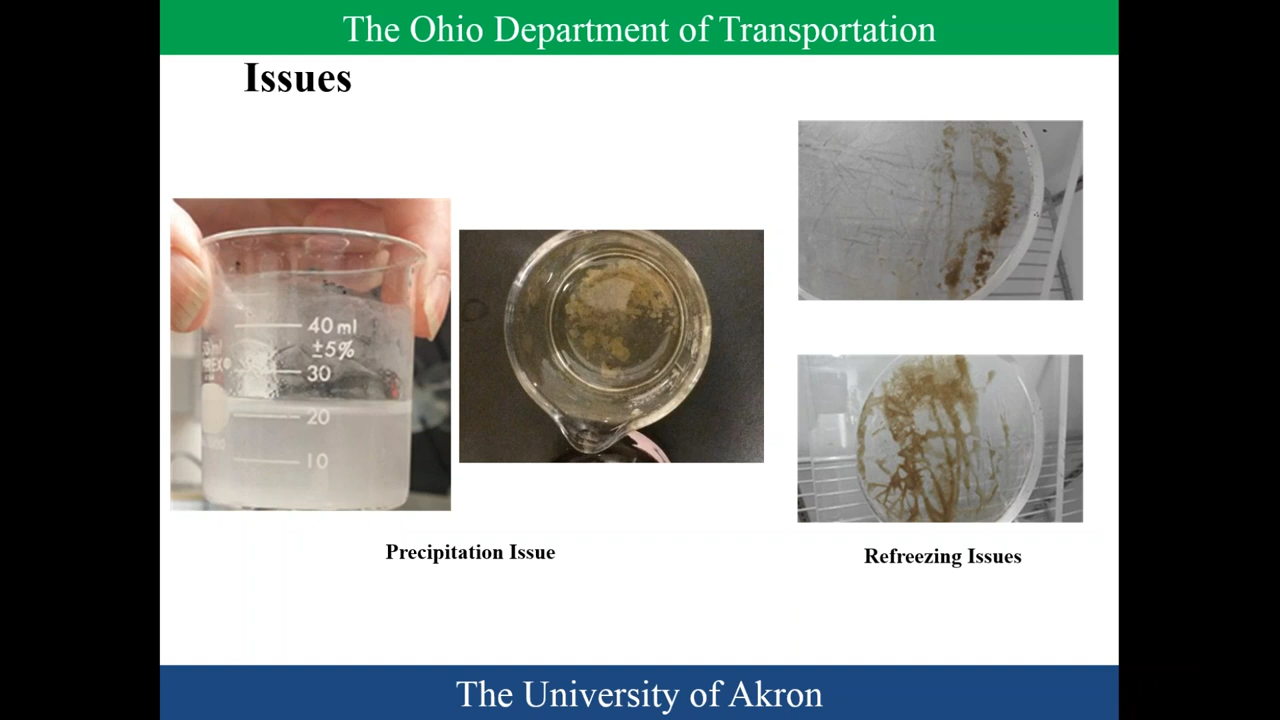 The Ohio Department of Transportation
Issues
40 ml
±5%
30
20
10
Precipitation Issue
Refreezing Issues
The University of Akron